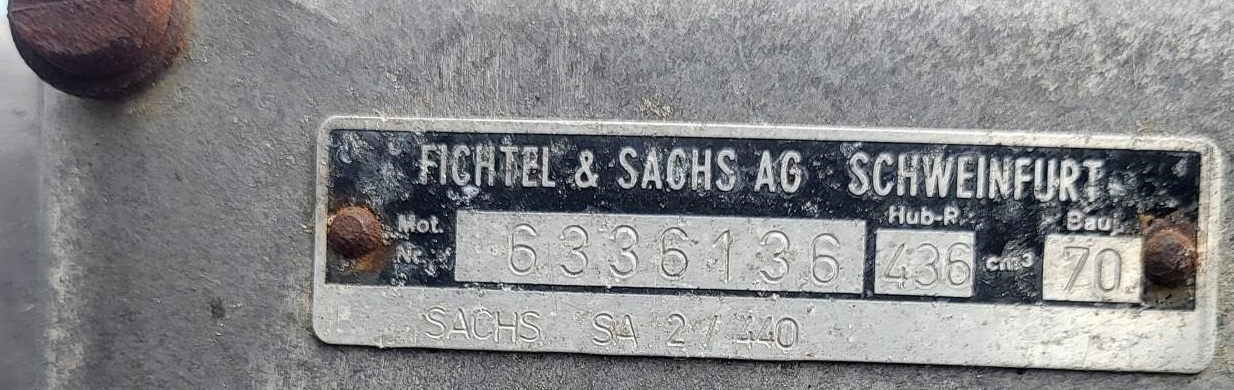 FICHTEL & SACHS AG SCHWEINFURT
Mot. Nr. 6336136 Hub-R. 436 cm³ Bauj. 70
SACHS SA 2/440